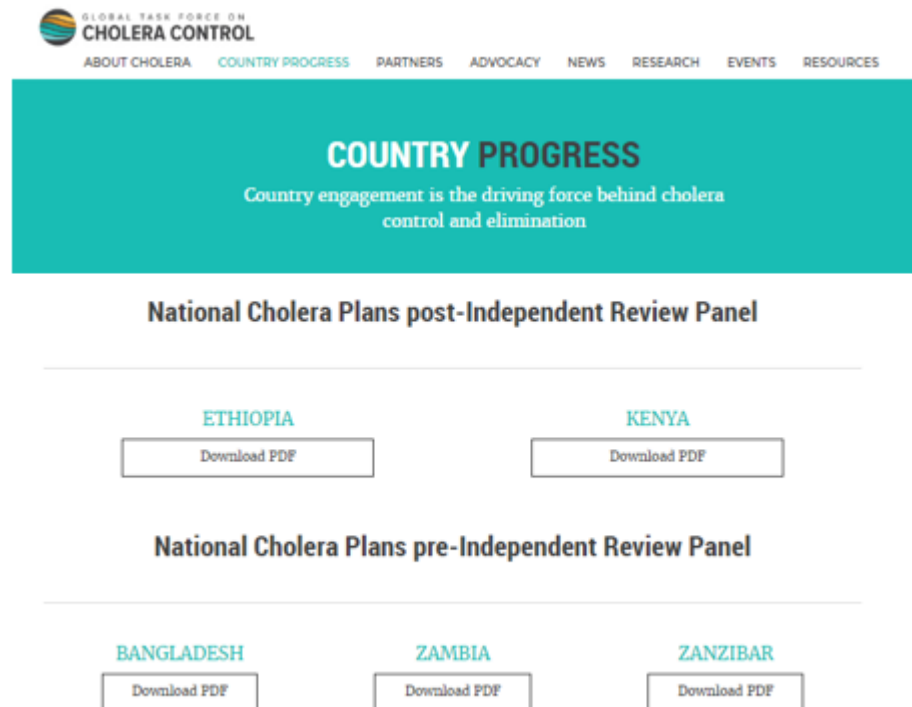 GLOBAL TASK FORCE ON
CHOLERA CONTROL
ABOUT CHOLERA COUNTRY PROGRESS PARTNERS ADVOCACY NEWS RESEARCH EVENTS RESOURCES
COUNTRY PROGRESS
Country engagement is the driving force behind cholera
control and elimination
National Cholera Plans post-Independent Review Panel
ETHIOPIA KENYA
Download PDF Download PDF
National Cholera Plans pre-Independent Review Panel
BANGLADESH ZAMBIA ZANZIBAR
Download PDF Download PDF Download PDF